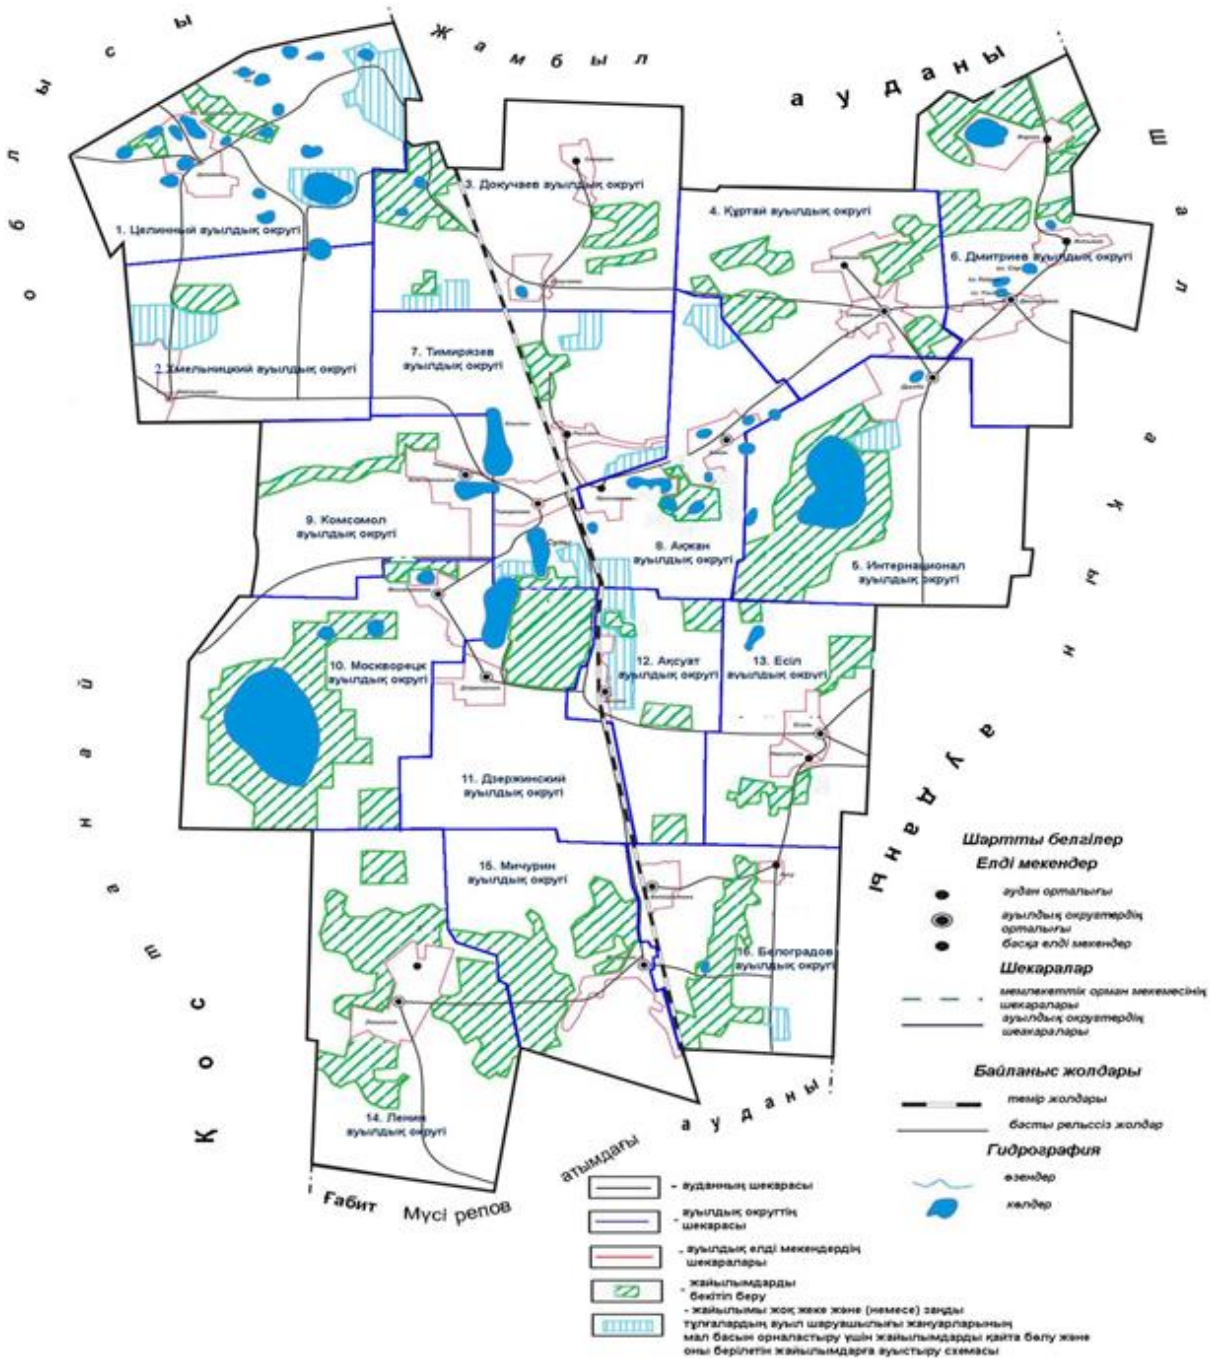 Жамбыл ауданы
Шал ақын ауданы
Қостанай облысы
1. Целинный ауылдық округі
2. Хмельницкий ауылдық округі
3. Докучаев ауылдық округі
4. Құртай ауылдық округі
6. Дмитриев ауылдық округі
7. Тимирязев
ауылдық округі
9. Комсомол
ауылдық округі
8. Ақжан
ауылдық округі
5. Интернационал
ауылдық округі
10. Москворецк
ауылдық округі
12. Ақсуат
ауылдық округі
13. Есіл
ауылдық округі
11. Дзержинский
ауылдық округі
15. Мичурин
ауылдық округі
16. Белоградов
ауылдық округі
14. Ленин
ауылдық округі
Ғабит Мүсірепов
атымдағы
ауданы
Шартты белгілер
Елді мекендер
аудан орталығы
ауылдық округтердің
орталығы
басқа елді мекендер
Шекаралар
мемлекеттік орман мекемесінің
шекаралары
ауылдық округтердің
шеакаралары
Байланыс жолдары
темір жолдары
басты рельссіз жолдар
Гидрография
өзендер
көлдер
- ауданның шекарасы
- ауылдық округтің
шекарасы
- ауылдық елді мекендердің
шекаралары
- жайылымдарды
бекітіп беру
- жайылымы жоқ жеке және (немесе) заңды
тұлғалардың ауыл шаруашылығы жануарларының
мал басын орналастыру үшін жайылымдарды қайта бөлу және
оны берілетін жайылымдарға ауыстыру схемасы